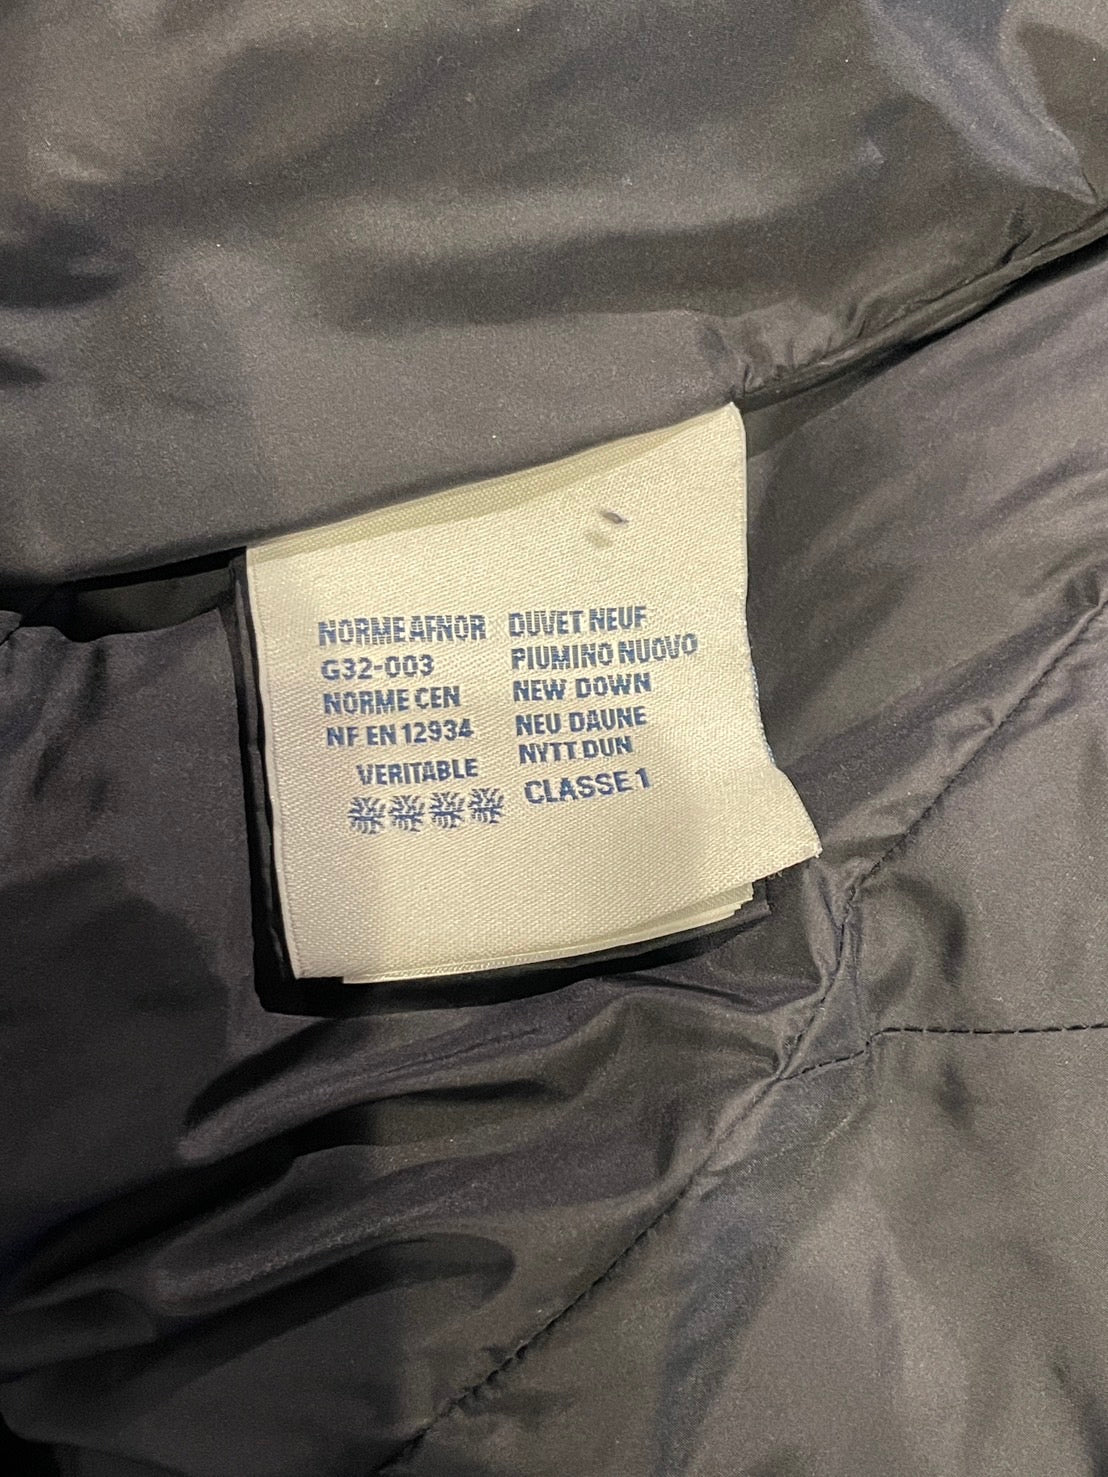 NORME AFNOR
G32-003
NORME CEN
NF EN 12934
VERITABLE
DUVET NEUF
PIUMINO NUOVO
NEW DOWN
NEU DAUNE
NYTT DUN
CLASSE 1